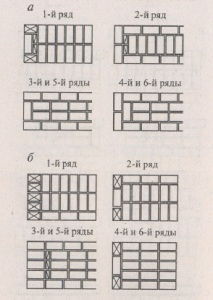 а
1-й ряд 2-й ряд
3-й и 5-й ряды 4-й и 6-й ряды
б
1-й ряд 2-й ряд
3-й и 5-й ряды 4-й и 6-й ряды